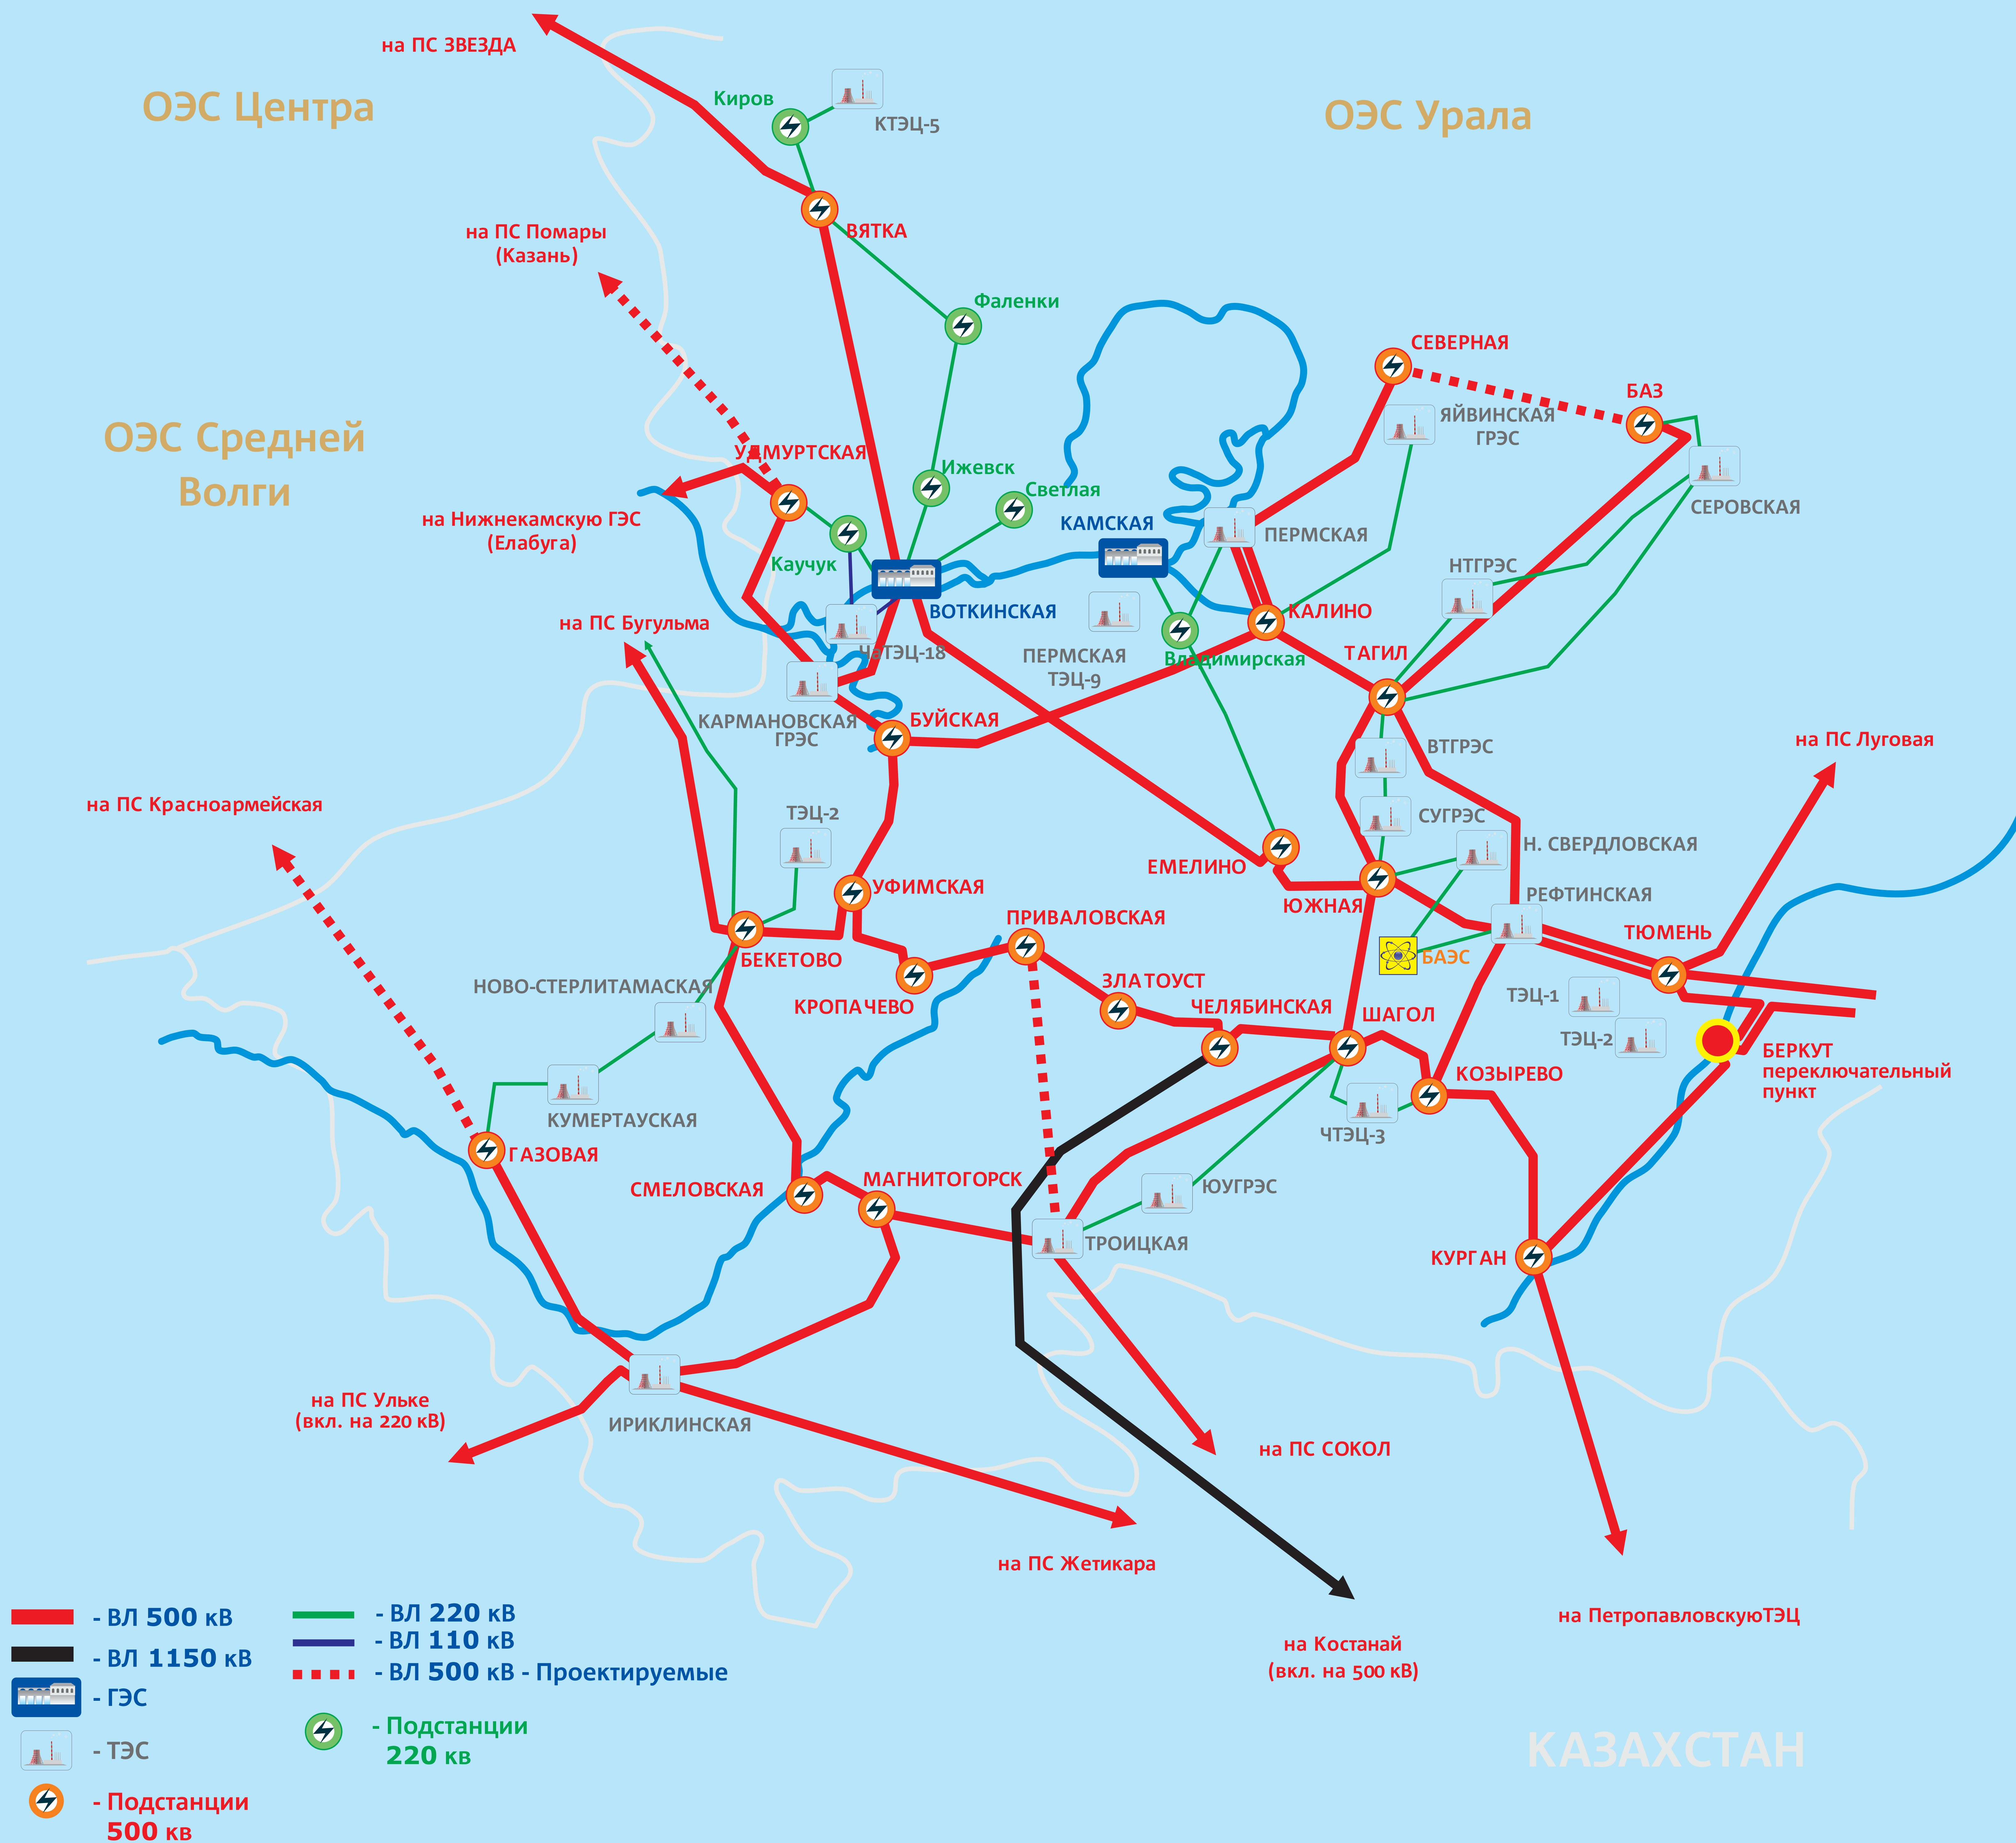 на ПС ЗВЕЗДА
ОЭС Центра
Киров
КТЭЦ-5
ОЭС Урала
ВЯТКА
на ПС Помары
(Казань)
Фаленки
СЕВЕРНАЯ
БАЗ
ЯЙВИНСКАЯ
ГРЭС
ОЭС Средней
Волги
УДМУРТСКАЯ
Ижевск
Светлая
СЕРОВСКАЯ
на Нижнекамскую ГЭС
(Елабуга)
КАМСКАЯ
ПЕРМСКАЯ
Каучук
НТГРЭС
ВОТКИНСКАЯ
КАЛИНО
на ПС Бугульма
ЧаТЭЦ-18
ПЕРМСКАЯ
ТЭЦ-9
Владимирская
ТАГИЛ
КАРМАНОВСКАЯ
ГРЭС
БУЙСКАЯ
ВТГРЭС
на ПС Луговая
на ПС Красноармейская
ТЭЦ-2
СУГРЭС
Н. СВЕРДЛОВСКАЯ
ЕМЕЛИНО
УФИМСКАЯ
ЮЖНАЯ
РЕФТИНСКАЯ
ПРИВАЛОВСКАЯ
ТЮМЕНЬ
БЕКЕТОВО
БАЭС
НОВО-СТЕРЛИТАМАСКАЯ
КРОПАЧЕВО
ЗЛАТОУСТ
ЧЕЛЯБИНСКАЯ
ШАГОЛ
ТЭЦ-1
ТЭЦ-2
БЕРКУТ
переключательный
пункт
КОЗЫРЕВО
КУМЕРТАУСКАЯ
ЧТЭЦ-3
ГАЗОВАЯ
СМЕЛОВСКАЯ
МАГНИТОГОРСК
ЮУГРЭС
ТРОИЦКАЯ
КУРГАН
на ПС Ульке
(вкл. на 220 кВ)
ИРИКЛИНСКАЯ
на ПС СОКОЛ
на ПС Жетикара
на ПетропавловскуюТЭЦ
на Костанай
(вкл. на 500 кВ)
КАЗАХСТАН
- ВЛ 500 кВ
- ВЛ 1150 кВ
- ГЭС
- ТЭС
- Подстанции
500 кв
- ВЛ 220 кВ
- ВЛ 110 кВ
- ВЛ 500 кВ - Проектируемые
- Подстанции
220 кв